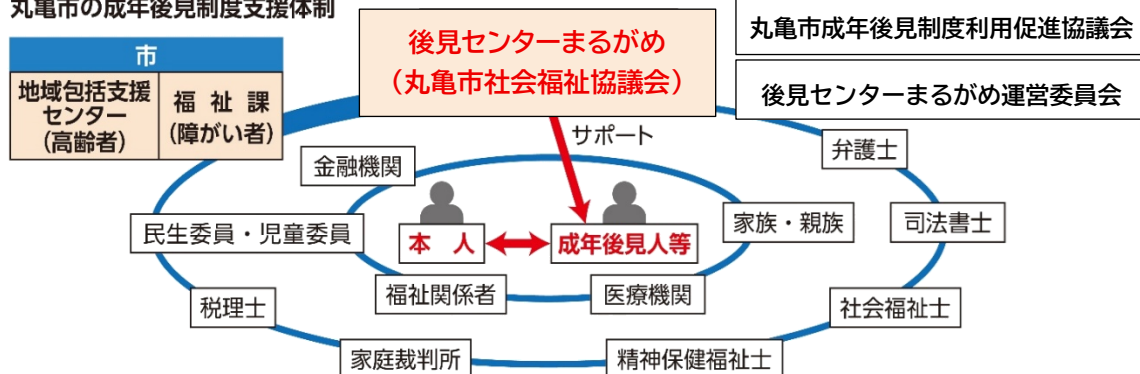 丸亀市の成年後見制度支援体制
市
地域包括支援
センター
(高齢者)
福祉課
(障がい者)
後見センターまるがめ
(丸亀市社会福祉協議会)
丸亀市成年後見制度利用促進協議会
後見センターまるがめ運営委員会
サポート
弁護士
金融機関
家族・親族
司法書士
民生委員・児童委員
本人
成年後見人等
福祉関係者
医療機関
税理士
社会福祉士
家庭裁判所
精神保健福祉士